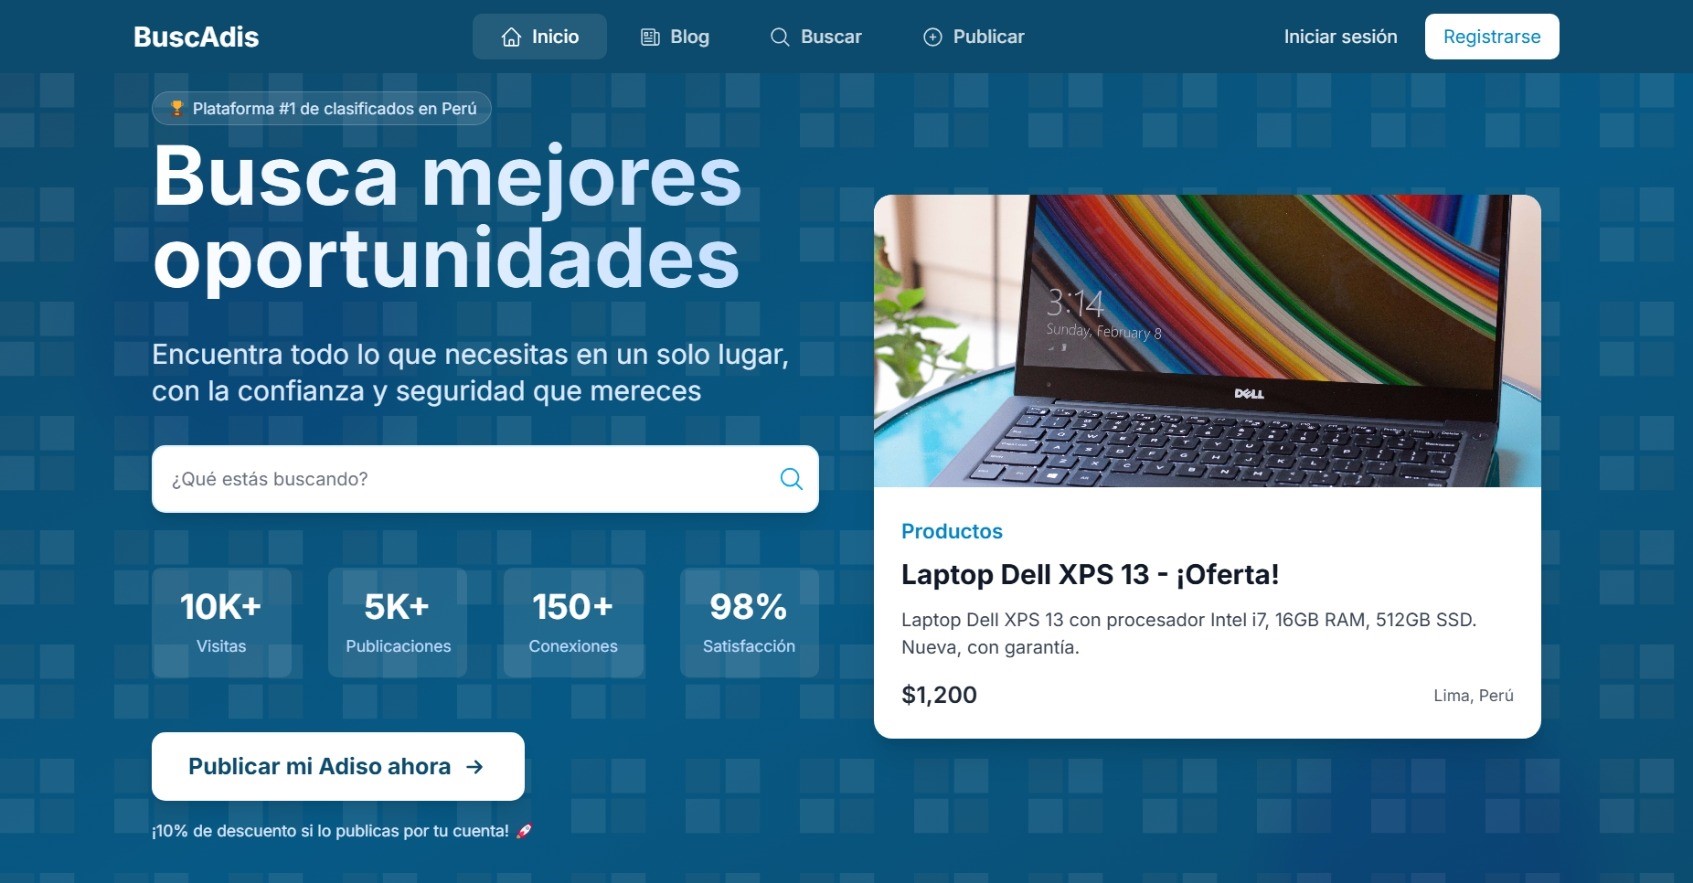 BuscAdis
Inicio
Blog
Buscar
Publicar
Iniciar sesión
Registrarse
🏆 Plataforma #1 de clasificados en Perú
Busca mejores
oportunidades
Encuentra todo lo que necesitas en un solo lugar,
con la confianza y seguridad que mereces
¿Qué estás buscando?
10K+
Visitas
5K+
Publicaciones
150+
Conexiones
98%
Satisfacción
Publicar mi Adiso ahora →
¡10% de descuento si lo publicas por tu cuenta! 🚀
3:14
Sunday, February 8
DELL
Productos
Laptop Dell XPS 13 - ¡Oferta!
Laptop Dell XPS 13 con procesador Intel i7, 16GB RAM, 512GB SSD.
Nueva, con garantía.
$1,200
Lima, Perú